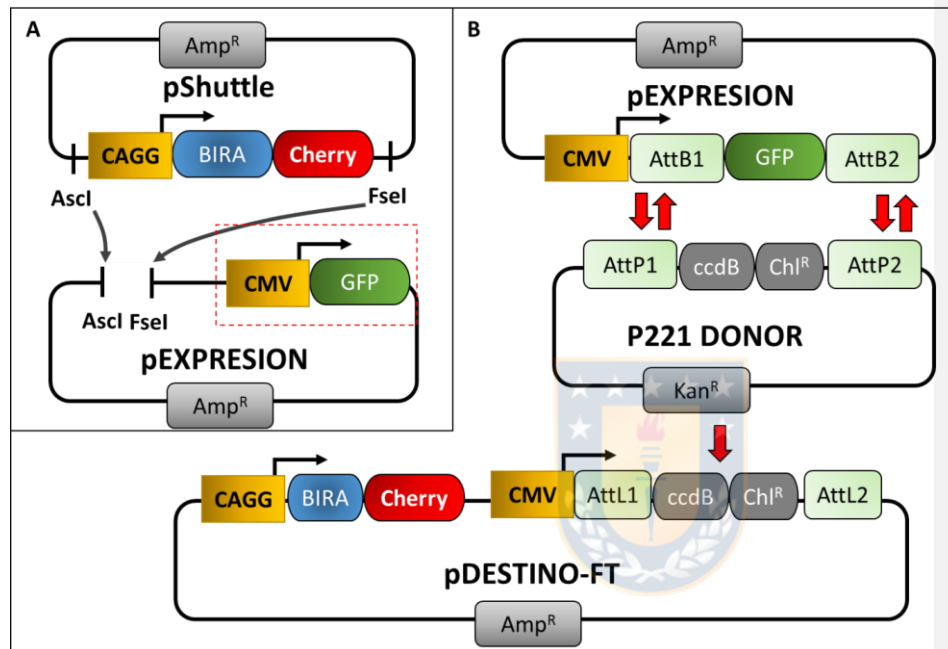 A
Amp^R
pShuttle
CAGG BIRA Cherry
AscI FseI
CMV GFP
AscI FseI
pEXPRESION
Amp^R
B
Amp^R
pEXPRESION
CMV AttB1 GFP AttB2
AttP1 ccdB Chl^R AttP2
P221 DONOR
Kan^R
CAGG BIRA Cherry CMV AttL1 ccdB Chl^R AttL2
pDESTINO-FT
Amp^R